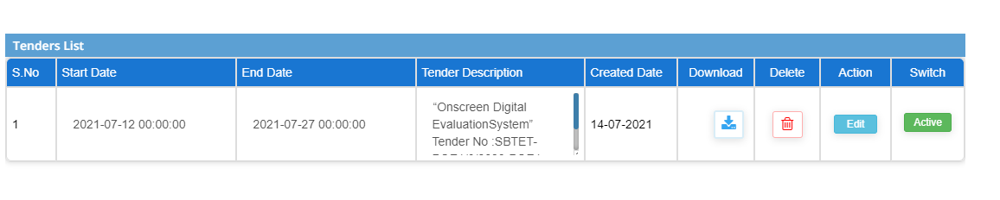 Tenders List
S.No Start Date End Date Tender Description Created Date Download Delete Action Switch
“Onscreen Digital
EvaluationSystem”
1 2021-07-12 00:00:00 2021-07-27 00:00:00 14-07-2021 Edit Active
Tender No :SBTET-